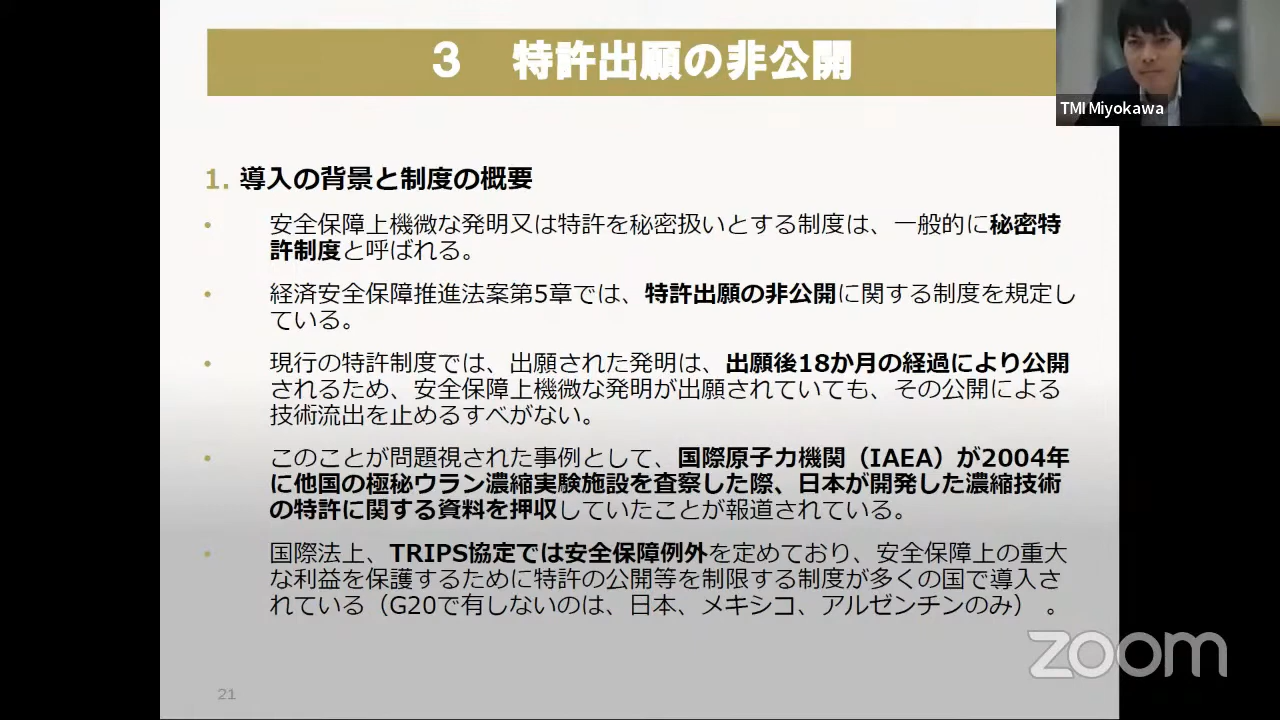 ３　特許出願の非公開
TMI Miyokawa
1. 導入の背景と制度の概要
• 安全保障上機微な発明又は特許を秘密扱いとする制度は、一般的に秘密特
許制度と呼ばれる。
• 経済安全保障推進法案第5章では、特許出願の非公開に関する制度を規定し
ている。
• 現行の特許制度では、出願された発明は、出願後18か月の経過により公開
されるため、安全保障上機微な発明が出願されていても、その公開による
技術流出を止めるすべがない。
• このことが問題視された事例として、国際原子力機関（IAEA）が2004年
に他国の極秘ウラン濃縮実験施設を査察した際、日本が開発した濃縮技術
の特許に関する資料を押収していたことが報道されている。
• 国際法上、TRIPS協定では安全保障例外を定めており、安全保障上の重大
な利益を保護するために特許の公開等を制限する制度が多くの国で導入さ
れている（G20で有しないのは、日本、メキシコ、アルゼンチンのみ） 。
zoom
21